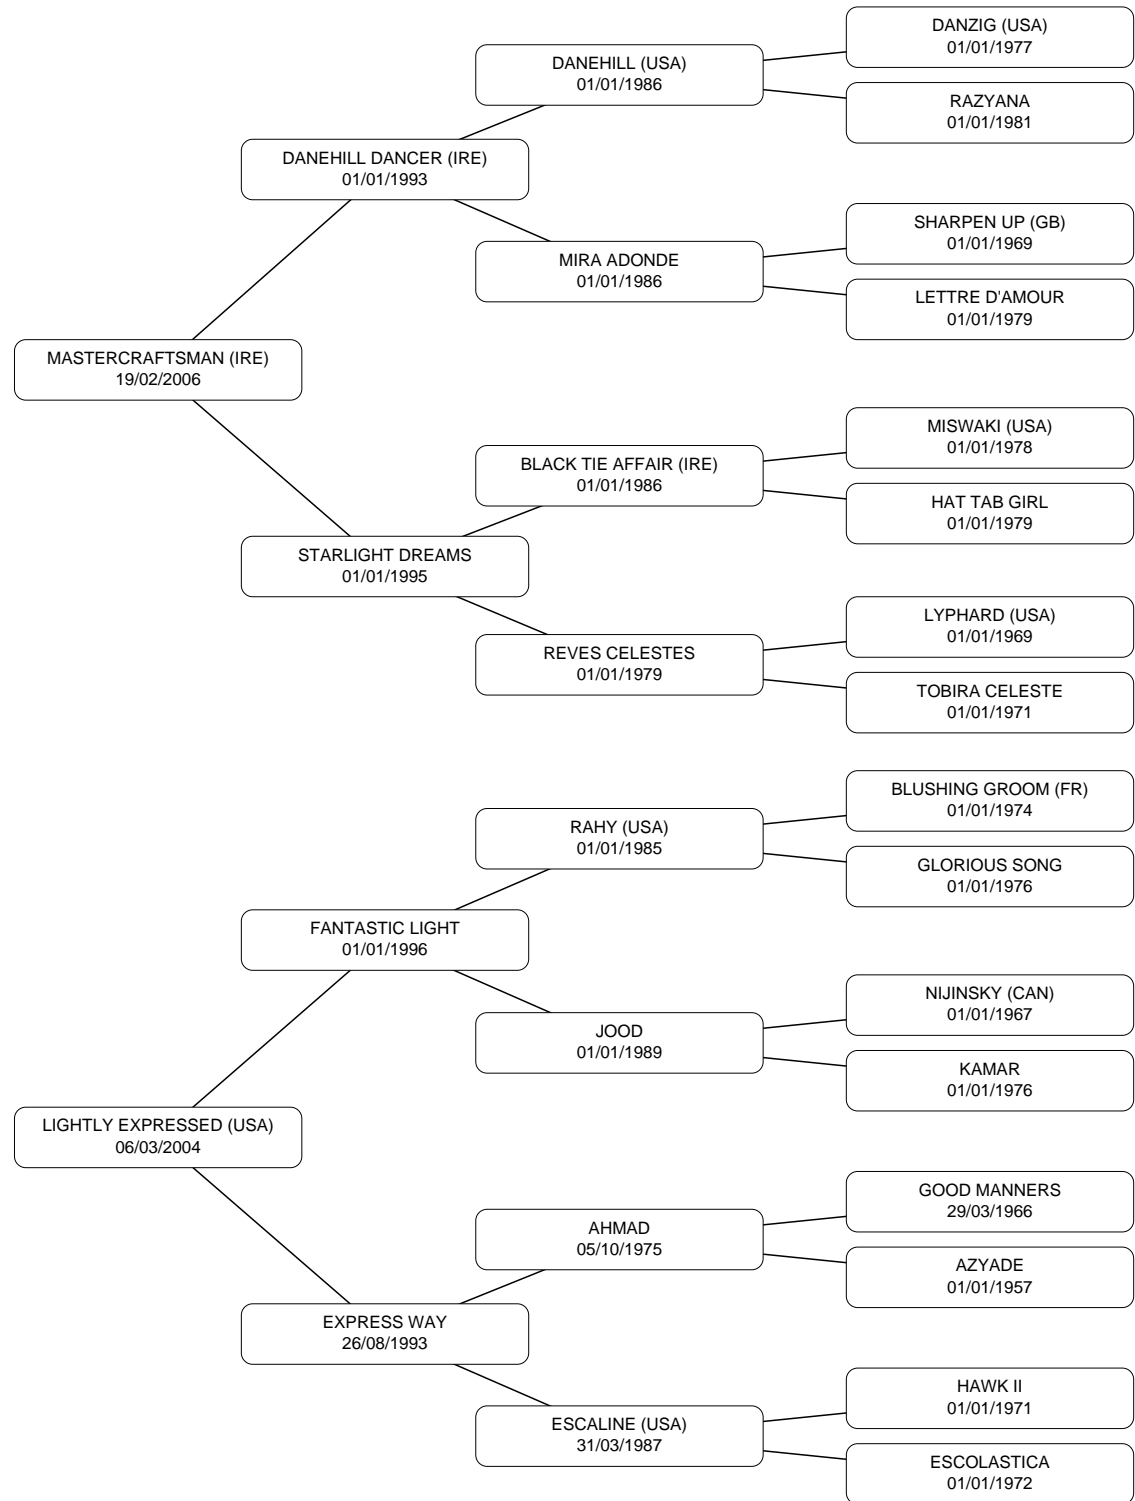 DANZIG (USA)
01/01/1977
DANEHILL (USA)
01/01/1986
RAZYANA
01/01/1981
DANEHILL DANCER (IRE)
01/01/1993
SHARPEN UP (GB)
01/01/1969
MIRA ADONDE
01/01/1986
LETTRE D'AMOUR
01/01/1979
MASTERCRAFTSMAN (IRE)
19/02/2006
MISWAKI (USA)
01/01/1978
BLACK TIE AFFAIR (IRE)
01/01/1986
HAT TAB GIRL
01/01/1979
STARLIGHT DREAMS
01/01/1995
LYPHARD (USA)
01/01/1969
REVES CELESTES
01/01/1979
TOBIRA CELESTE
01/01/1971
BLUSHING GROOM (FR)
01/01/1974
RAHY (USA)
01/01/1985
GLORIOUS SONG
01/01/1976
FANTASTIC LIGHT
01/01/1996
NIJINSKY (CAN)
01/01/1967
JOOD
01/01/1989
KAMAR
01/01/1976
LIGHTLY EXPRESSED (USA)
06/03/2004
GOOD MANNERS
29/03/1966
AHMAD
05/10/1975
AZYADE
01/01/1957
EXPRESS WAY
26/08/1993
HAWK II
01/01/1971
ESCALINE (USA)
31/03/1987
ESCOLASTICA
01/01/1972